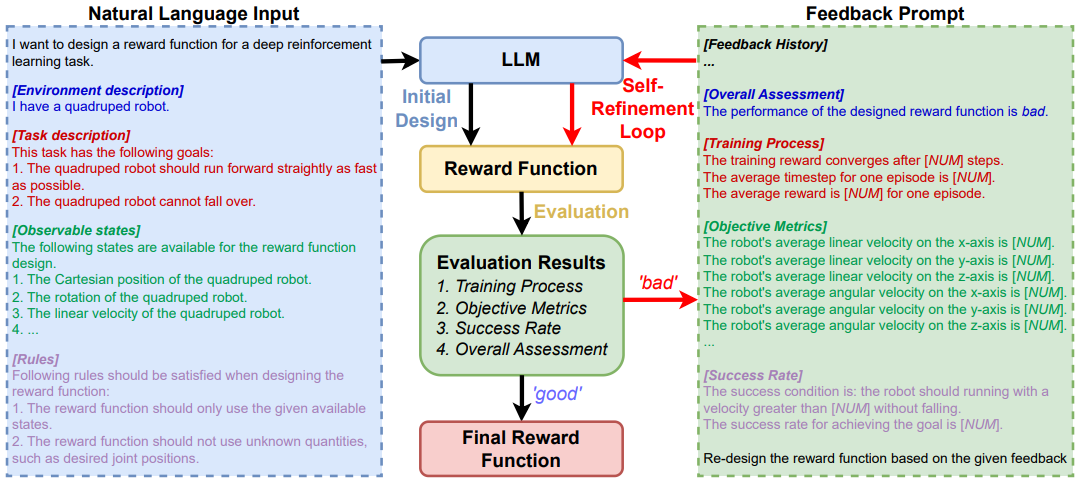 Natural Language Input
I want to design a reward function for a deep reinforcement
learning task.
[Environment description]
I have a quadruped robot.
[Task description]
This task has the following goals:
1. The quadruped robot should run forward straightly as fast
as possible.
2. The quadruped robot cannot fall over.
[Observable states]
The following states are available for the reward function
design.
1. The Cartesian position of the quadruped robot.
2. The rotation of the quadruped robot.
3. The linear velocity of the quadruped robot.
4. ...
[Rules]
Following rules should be satisfied when designing the
reward function:
1. The reward function should only use the given available
states.
2. The reward function should not use unknown quantities,
such as desired joint positions.
LLM
Initial
Design
Self-
Refinement
Loop
Reward Function
Evaluation
Evaluation Results
1. Training Process
2. Objective Metrics
3. Success Rate
4. Overall Assessment
'bad'
'good'
Final Reward
Function
Feedback Prompt
[Feedback History]
...
[Overall Assessment]
The performance of the designed reward function is bad.
[Training Process]
The training reward converges after [NUM] steps.
The average timestep for one episode is [NUM].
The average reward is [NUM] for one episode.
[Objective Metrics]
The robot's average linear velocity on the x-axis is [NUM].
The robot's average linear velocity on the y-axis is [NUM].
The robot's average linear velocity on the z-axis is [NUM].
The robot's average angular velocity on the x-axis is [NUM].
The robot's average angular velocity on the y-axis is [NUM].
The robot's average angular velocity on the z-axis is [NUM].
...
[Success Rate]
The success condition is: the robot should running with a
velocity greater than [NUM] without falling.
The success rate for achieving the goal is [NUM].
Re-design the reward function based on the given feedback